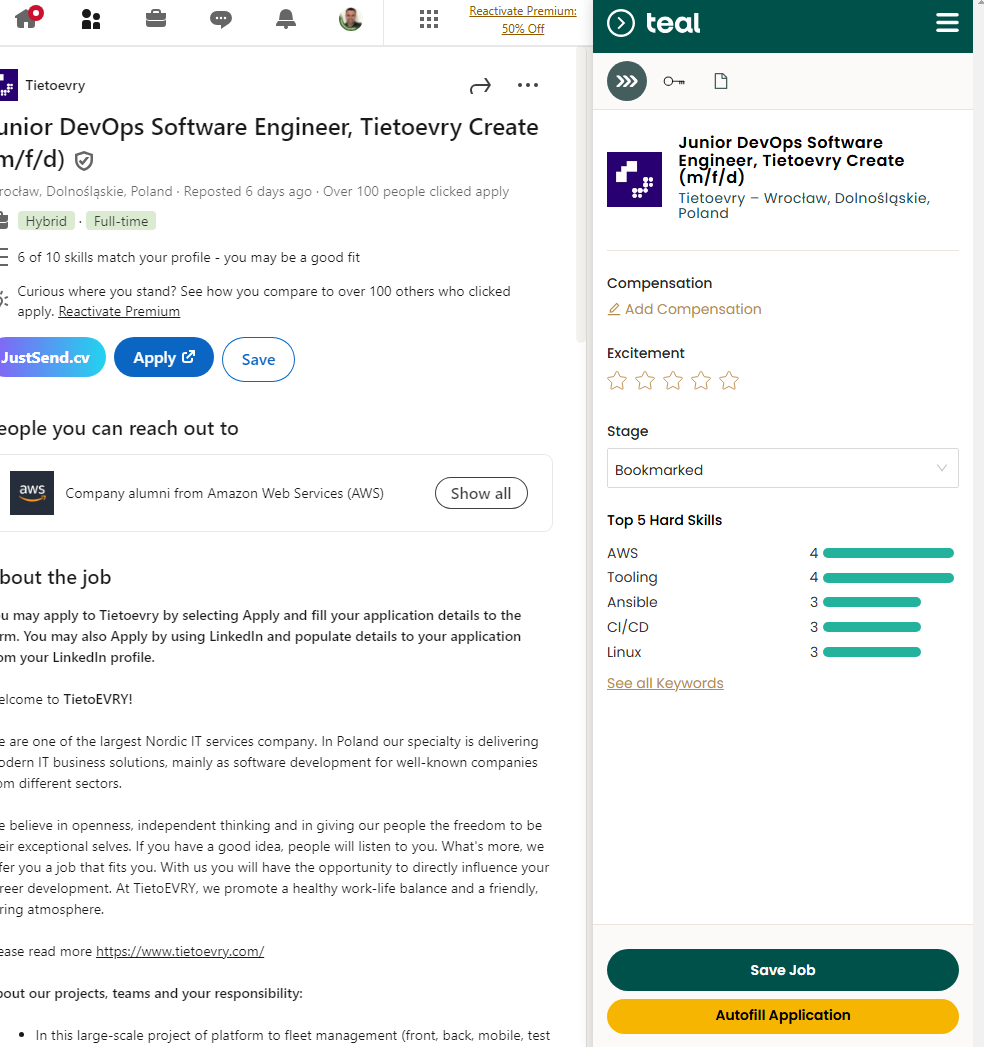 Reactivate Premium:
50% Off
Tietoevry
unior DevOps Software Engineer, Tietoevry Create
m/f/d)
rocław, Dolnośląskie, Poland · Reposted 6 days ago · Over 100 people clicked apply
Hybrid · Full-time
6 of 10 skills match your profile - you may be a good fit
Curious where you stand? See how you compare to over 100 others who clicked
apply. Reactivate Premium
JustSend.cv Apply Save
eople you can reach out to
aws
Company alumni from Amazon Web Services (AWS) Show all
bout the job
u may apply to Tietoevry by selecting Apply and fill your application details to the
rm. You may also Apply by using LinkedIn and populate details to your application
om your LinkedIn profile.
elcome to TietoEVRY!
e are one of the largest Nordic IT services company. In Poland our specialty is delivering
odern IT business solutions, mainly as software development for well-known companies
om different sectors.
e believe in openness, independent thinking and in giving our people the freedom to be
eir exceptional selves. If you have a good idea, people will listen to you. What's more, we
fer you a job that fits you. With us you will have the opportunity to directly influence your
reer development. At TietoEVRY, we promote a healthy work-life balance and a friendly,
ring atmosphere.
ease read more https://www.tietoevry.com/
bout our projects, teams and your responsibility:
• In this large-scale project of platform to fleet management (front, back, mobile, test
teal
Junior DevOps Software
Engineer, Tietoevry Create
(m/f/d)
Tietoevry – Wrocław, Dolnośląskie,
Poland
Compensation
Add Compensation
Excitement
Stage
Bookmarked
Top 5 Hard Skills
AWS 4
Tooling 4
Ansible 3
CI/CD 3
Linux 3
See all Keywords
Save Job
Autofill Application